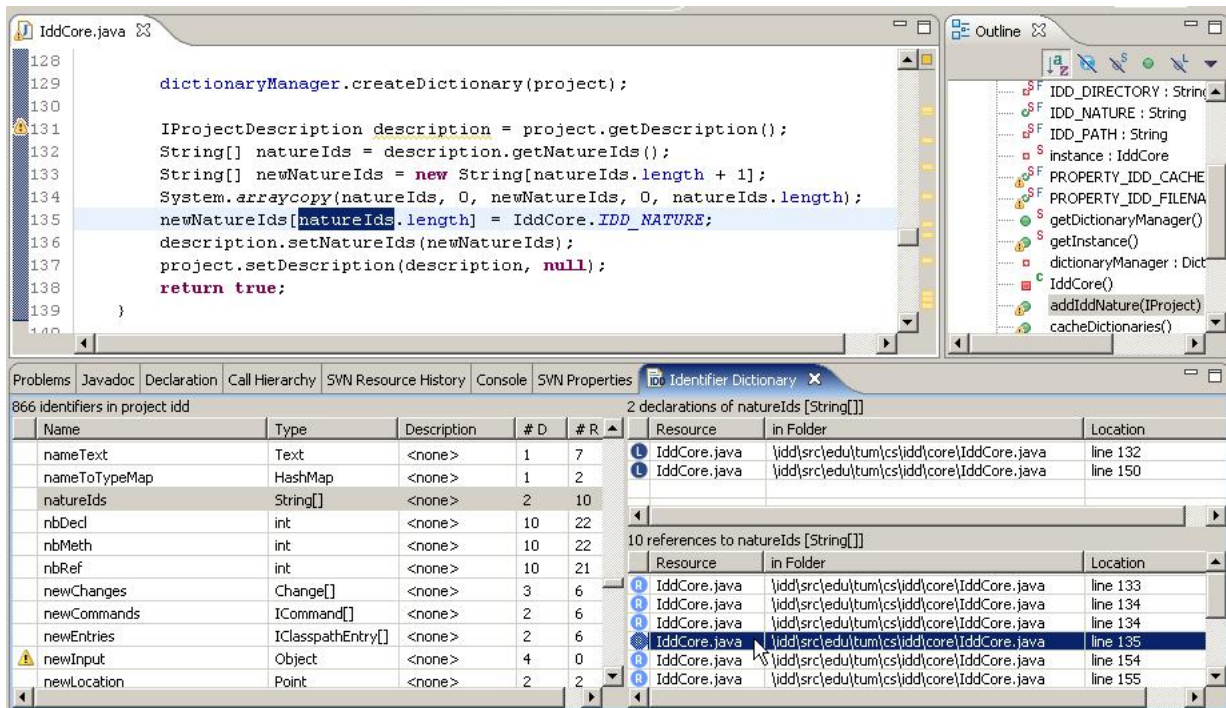 IddCore.java
128
129 dictionaryManager.createDictionary(project);
130
131 IProjectDescription description = project.getDescription();
132 String[] natureIds = description.getNatureIds();
133 String[] newNatureIds = new String[natureIds.length + 1];
134 System.arraycopy(natureIds, 0, newNatureIds, 0, natureIds.length);
135 newNatureIds[natureIds.length] = IddCore.IDD_NATURE;
136 description.setNatureIds(newNatureIds);
137 project.setDescription(description, null);
138 return true;
139 }
140
Outline
IDD_DIRECTORY : String
IDD_NATURE : String
IDD_PATH : String
instance : IddCore
PROPERTY_IDD_CACHE
PROPERTY_IDD_FILENA
getDictionaryManager()
getInstance()
dictionaryManager : Dict
IddCore()
addIddNature(IProject)
cacheDictionaries()
Problems Javadoc Declaration Call Hierarchy SVN Resource History Console SVN Properties Identifier Dictionary
866 identifiers in project idd
Name Type Description # D # R
nameText Text <none> 1 7
nameToTypeMap HashMap <none> 1 2
natureIds String[] <none> 2 10
nbDecl int <none> 10 22
nbMeth int <none> 10 22
nbRef int <none> 10 21
newChanges Change[] <none> 3 6
newCommands ICommand[] <none> 2 6
newEntries IClasspathEntry[] <none> 2 6
newInput Object <none> 4 0
newLocation Point <none> 2 2
2 declarations of natureIds [String[]]
Resource in Folder Location
L IddCore.java \idd\src\edu\tum\cs\idd\core\IddCore.java line 132
L IddCore.java \idd\src\edu\tum\cs\idd\core\IddCore.java line 150
10 references to natureIds [String[]]
Resource in Folder Location
R IddCore.java \idd\src\edu\tum\cs\idd\core\IddCore.java line 133
R IddCore.java \idd\src\edu\tum\cs\idd\core\IddCore.java line 134
R IddCore.java \idd\src\edu\tum\cs\idd\core\IddCore.java line 134
R IddCore.java \idd\src\edu\tum\cs\idd\core\IddCore.java line 135
R IddCore.java \idd\src\edu\tum\cs\idd\core\IddCore.java line 154
R IddCore.java \idd\src\edu\tum\cs\idd\core\IddCore.java line 155